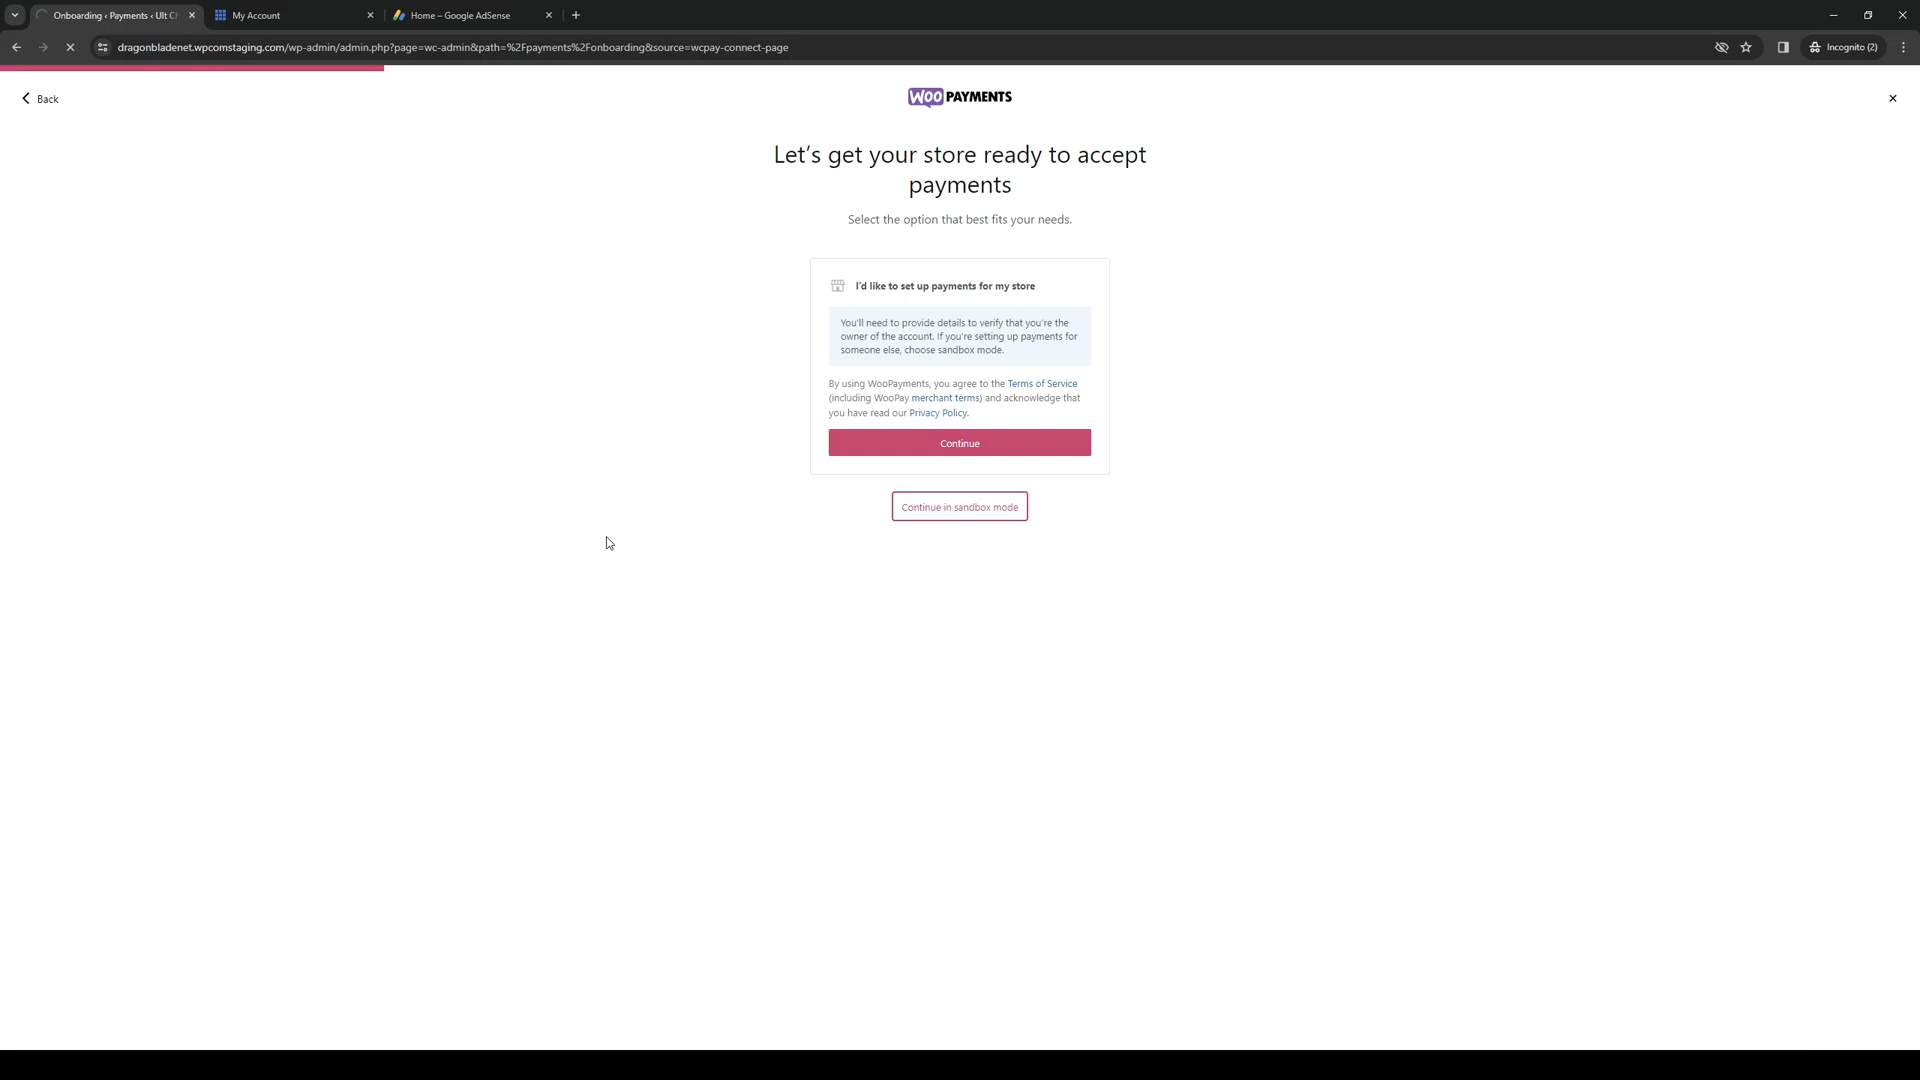 Onboarding ‹ Payments ‹ Ult C
My Account
Home – Google AdSense
dragonbladenet.wpcomstaging.com/wp-admin/admin.php?page=wc-admin&path=%2Fpayments%2Fonboarding&source=wcpay-connect-page
Incognito (2)
Back
WOO PAYMENTS
Let's get your store ready to accept
payments
Select the option that best fits your needs.
I'd like to set up payments for my store
You'll need to provide details to verify that you're the
owner of the account. If you're setting up payments for
someone else, choose sandbox mode.
By using WooPayments, you agree to the Terms of Service
(including WooPay merchant terms) and acknowledge that
you have read our Privacy Policy.
Continue
Continue in sandbox mode